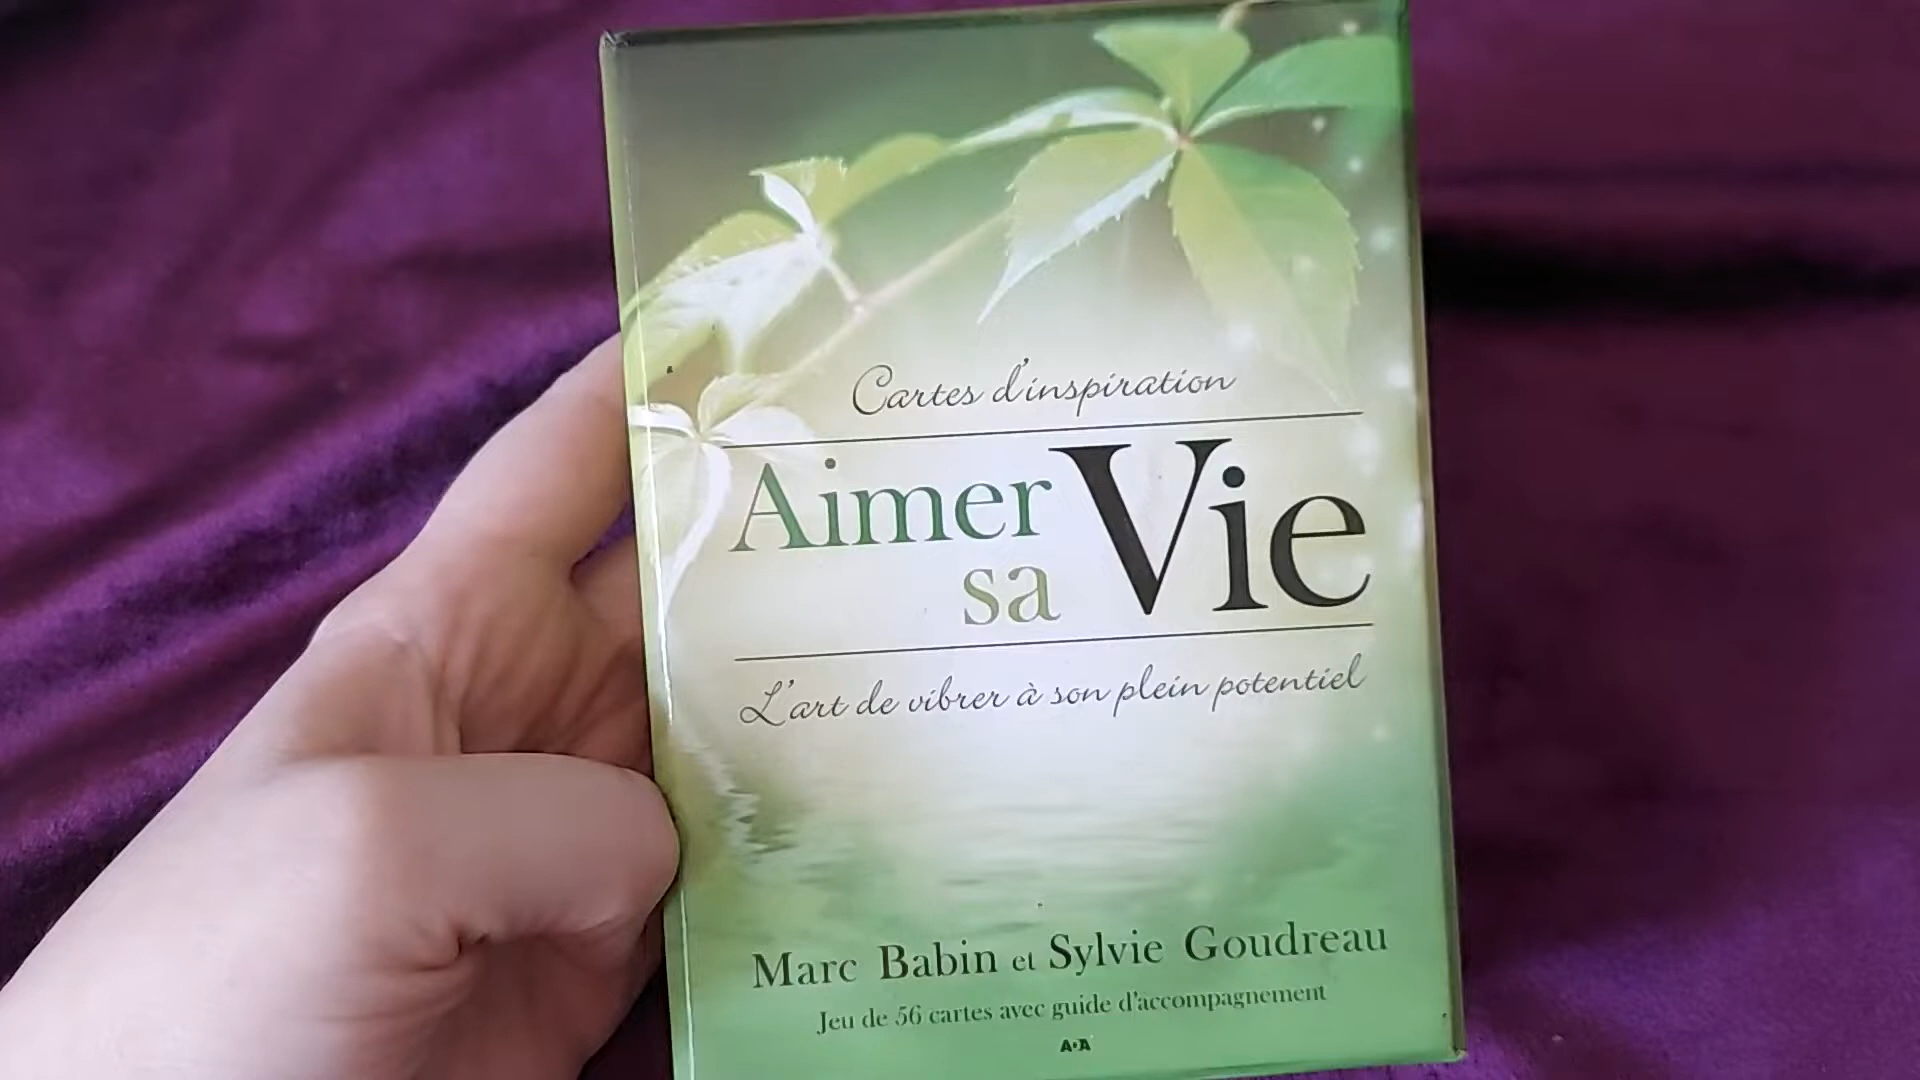 Cartes d'inspiration
Aimer
sa Vie
L'art de vibrer à son plein potentiel
Marc Babin et Sylvie Goudreau
Jeu de 56 cartes avec guide d'accompagnement
A•A